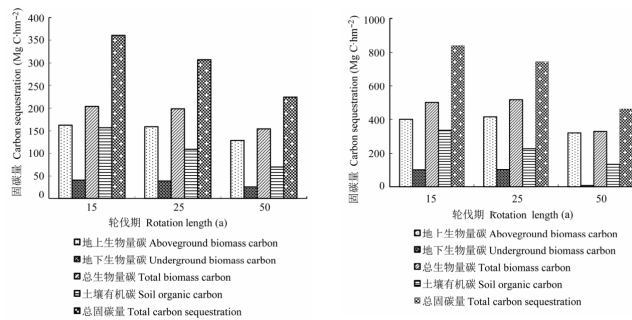 固碳量 Carbon sequestration (Mg C·hm⁻²)
400
350
300
250
200
150
100
50
0
15
25
50
轮伐期 Rotation length (a)
地上生物量碳 Aboveground biomass carbon
地下生物量碳 Underground biomass carbon
总生物量碳 Total biomass carbon
土壤有机碳 Soil organic carbon
总固碳量 Total carbon sequestration
固碳量 Carbon sequestration (Mg C·hm⁻²)
1000
800
600
400
200
0
15
25
50
轮伐期 Rotation length (a)
地上生物量碳 Aboveground biomass carbon
地下生物量碳 Underground biomass carbon
总生物量碳 Total biomass carbon
土壤有机碳 Soil organic carbon
总固碳量 Total carbon sequestration